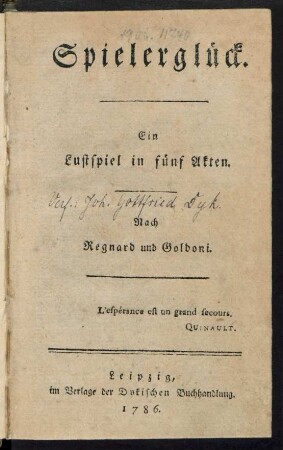 Spielerglück.
Ein
Lustspiel in fünf Akten.
Verf.: Joh. Gottfried Dyk.
Nach
Regnard und Goldoni.
L'espérance est un grand secours.
QUINAULT.
Leipzig,
im Verlage der Dykischen Buchhandlung.
1786.